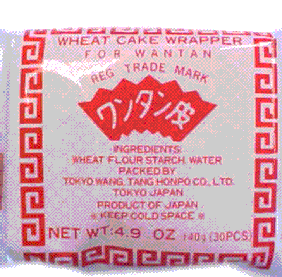 WHEAT CAKE WRAPPER
FOR WANTAN
REG TRADE MARK
ワンタン皮
INGREDIENTS:
WHEAT FLOUR STARCH, WATER
PACKED BY
TOKYO WANG, TANG HONPO CO., LTD.
TOKYO JAPAN
PRODUCT OF JAPAN
※ KEEP COLD SPACE ※
NET WT. 4.9 OZ (140g (30PCS)